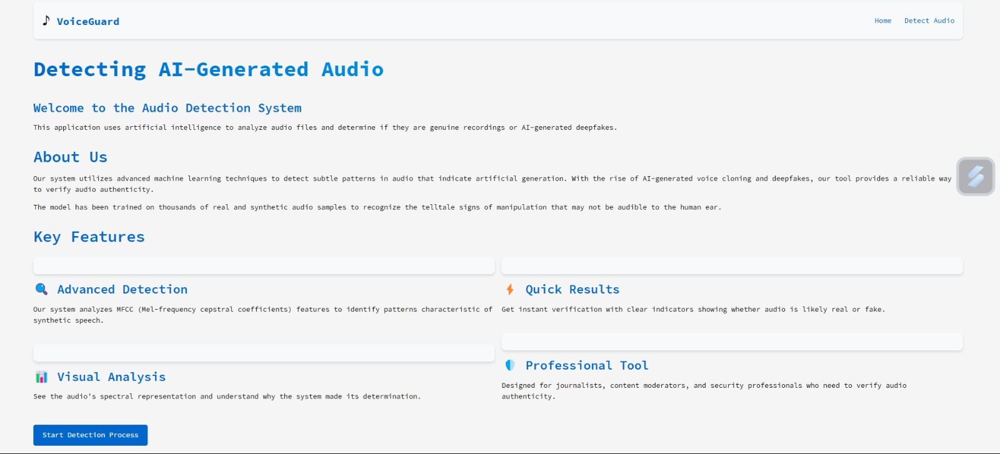 VoiceGuard
Home Detect Audio
Detecting AI-Generated Audio
Welcome to the Audio Detection System
This application uses artificial intelligence to analyze audio files and determine if they are genuine recordings or AI-generated deepfakes.
About Us
Our system utilizes advanced machine learning techniques to detect subtle patterns in audio that indicate artificial generation. With the rise of AI-generated voice cloning and deepfakes, our tool provides a reliable way
to verify audio authenticity.
The model has been trained on thousands of real and synthetic audio samples to recognize the telltale signs of manipulation that may not be audible to the human ear.
Key Features
Advanced Detection
Our system analyzes MFCC (Mel-frequency cepstral coefficients) features to identify patterns characteristic of
synthetic speech.
Quick Results
Get instant verification with clear indicators showing whether audio is likely real or fake.
Visual Analysis
See the audio's spectral representation and understand why the system made its determination.
Professional Tool
Designed for journalists, content moderators, and security professionals who need to verify audio
authenticity.
Start Detection Process